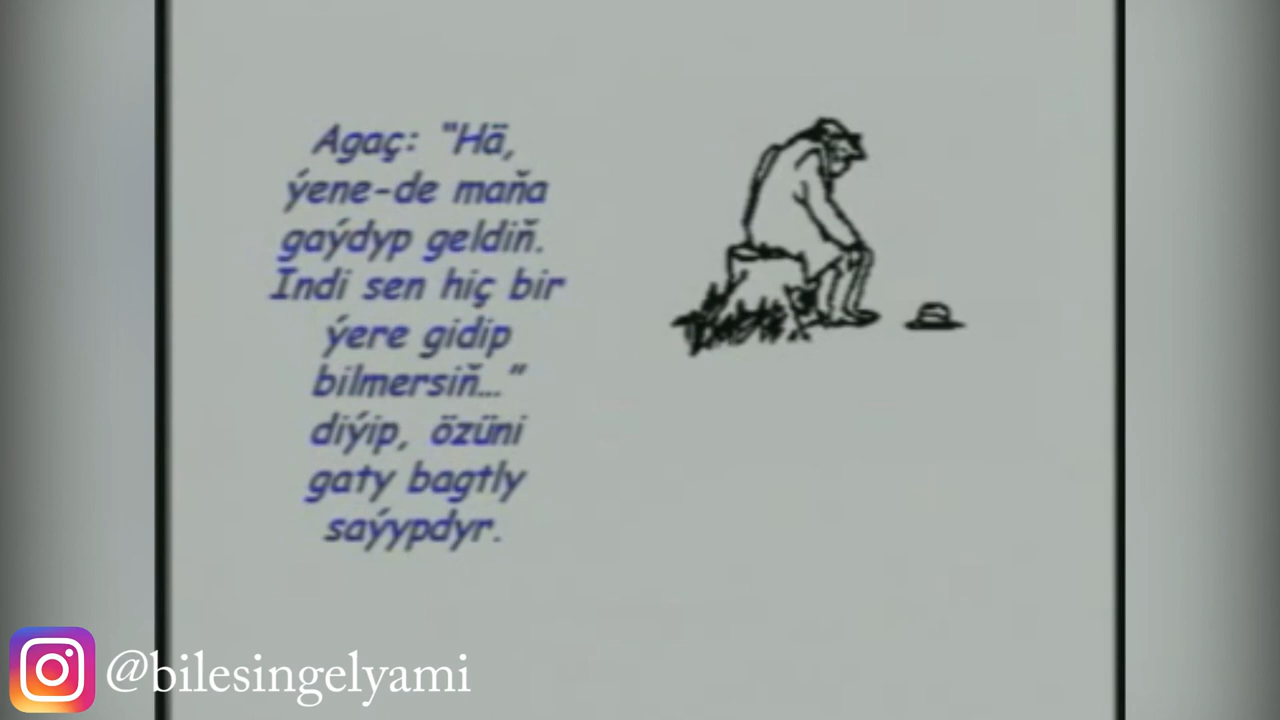 Agaç: "Hä,
ýene-de maňa
gaýdyp geldiň.
Indi sen hiç bir
ýere gidip
bilmersiň..."
diýip, özüni
gaty bagtly
saýypdyr.
@bilesingelyami